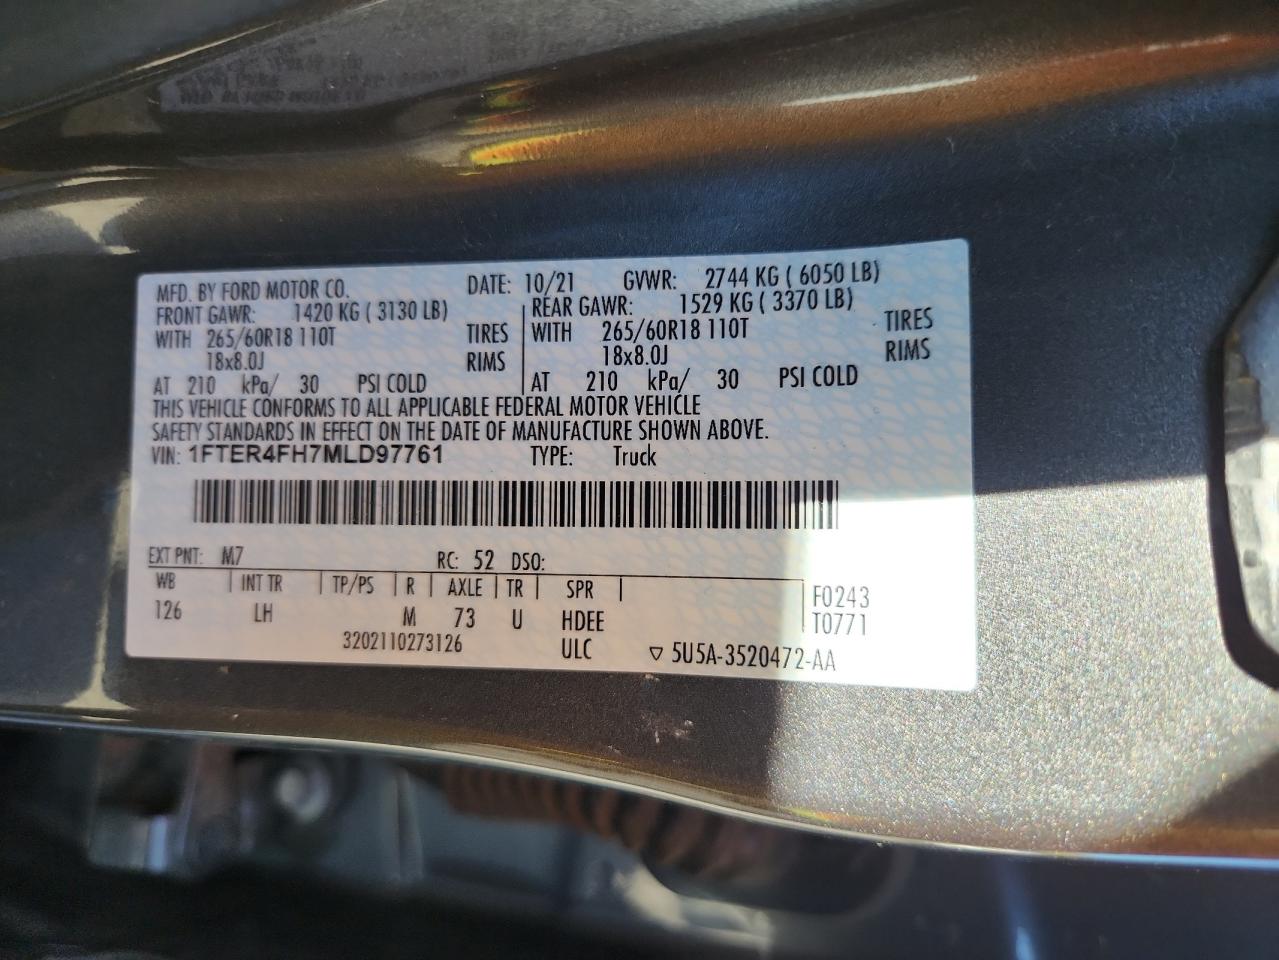 MFD. BY FORD MOTOR CO. DATE: 10/21 GVWR: 2744 KG ( 6050 LB)
FRONT GAWR: 1420 KG ( 3130 LB) REAR GAWR: 1529 KG ( 3370 LB)
WITH 265/60R18 110T TIRES WITH 265/60R18 110T TIRES
18x8.0J RIMS 18x8.0J RIMS
AT 210 kPa/ 30 PSI COLD AT 210 kPa/ 30 PSI COLD
THIS VEHICLE CONFORMS TO ALL APPLICABLE FEDERAL MOTOR VEHICLE
SAFETY STANDARDS IN EFFECT ON THE DATE OF MANUFACTURE SHOWN ABOVE.
VIN: 1FTER4FH7MLD97761 TYPE: Truck
EXT PNT: M7 RC: 52 DSO:
WB INT TR TP/PS R AXLE TR SPR F0243
126 LH M 73 U HDEE T0771
3202110273126 ULC ▽ 5U5A-3520472-AA